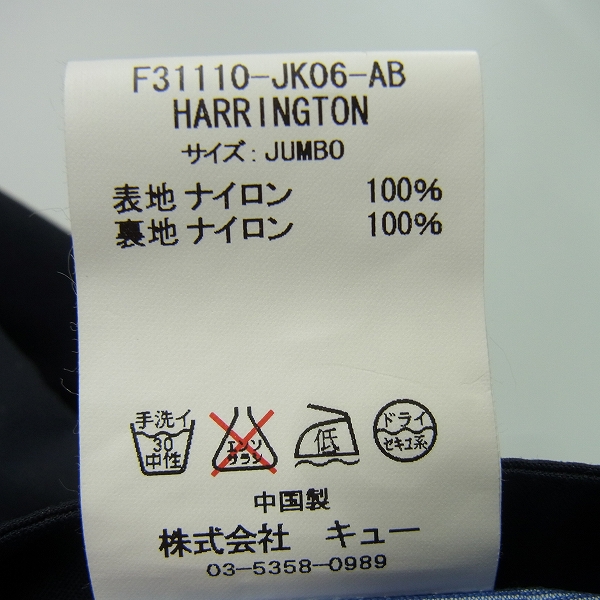 F31110-JK06-AB
HARRINGTON
サイズ: JUMBO
表地 ナイロン 100%
裏地 ナイロン 100%
手洗イ
30
中性
エンソ
サラシ
低
ドライ
セキユ系
中国製
株式会社 キュー
03-5358-0989